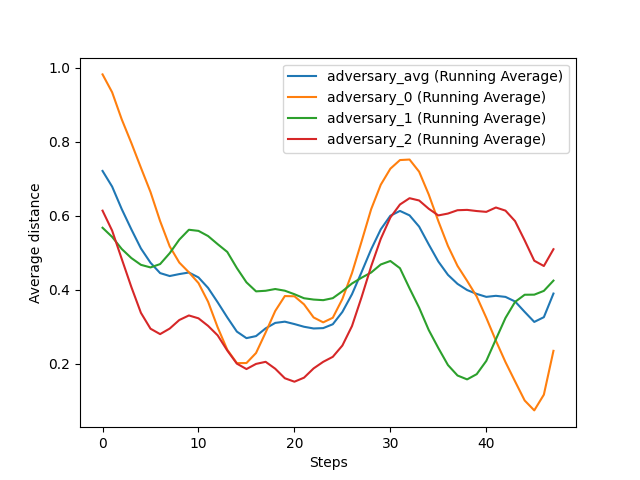 adversary_avg (Running Average)
adversary_0 (Running Average)
adversary_1 (Running Average)
adversary_2 (Running Average)
Average distance
1.0
0.8
0.6
0.4
0.2
0 10 20 30 40
Steps